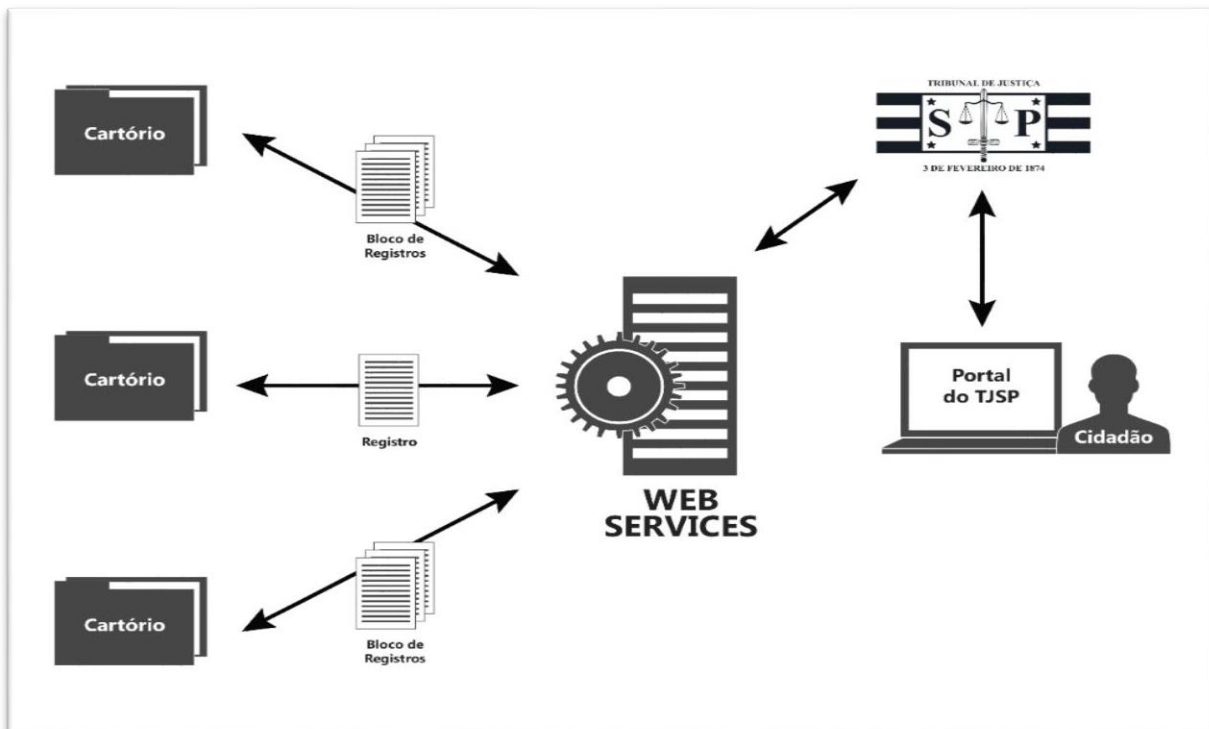 Cartório
Bloco de
Registros
Cartório
Registro
Cartório
Bloco de
Registros
WEB
SERVICES
TRIBUNAL DE JUSTIÇA
S P
3 DE FEVEREIRO DE 1874
Portal
do TJSP
Cidadão